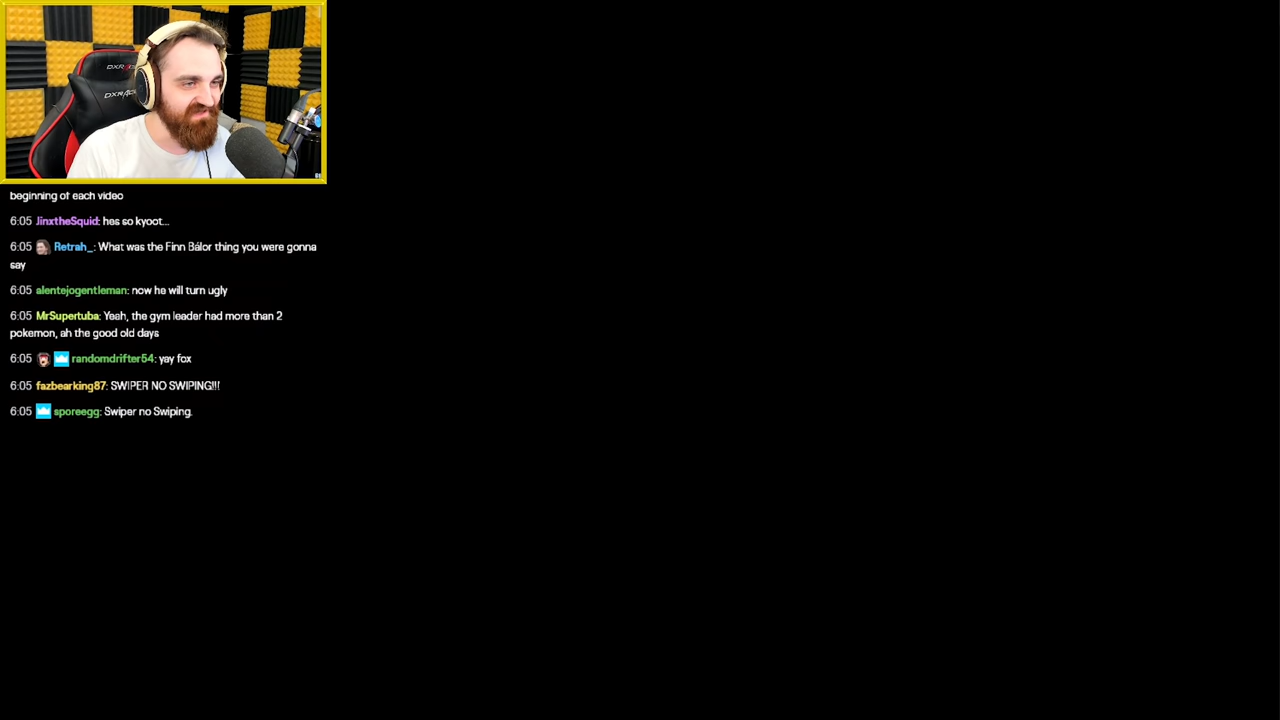 DXRACER
beginning of each video
6:05 JinxtheSquid: hes so kyoot...
6:05 Retrah_: What was the Finn Bálor thing you were gonna
say
6:05 alentejogentleman: now he will turn ugly
6:05 MrSupertuba: Yeah, the gym leader had more than 2
pokemon, ah the good old days
6:05 randomdrifter54: yay fox
6:05 fazbearking87: SWIPER NO SWIPING!!!
6:05 sporeegg: Swiper no Swiping.